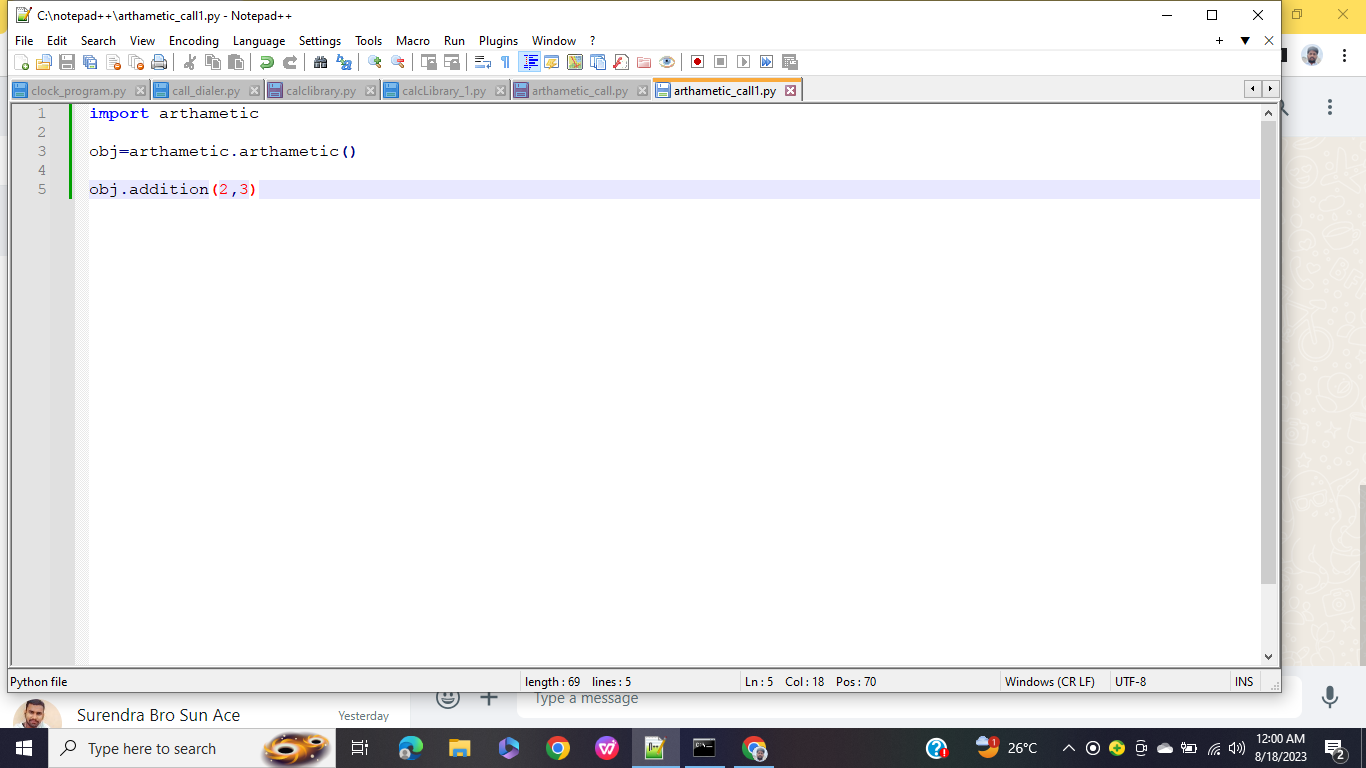 C:\notepad++\arthametic_call1.py - Notepad++
File Edit Search View Encoding Language Settings Tools Macro Run Plugins Window ?
clock_program.py call_dialer.py calclibrary.py calcLibrary_1.py arthametic_call.py arthametic_call1.py
1 import arthametic
2
3 obj=arthametic.arthametic()
4
5 obj.addition(2,3)
Python file length : 69 lines : 5 Ln : 5 Col : 18 Pos : 70 Windows (CR LF) UTF-8 INS
Type a message
Surendra Bro Sun Ace Yesterday
Type here to search 26°C 12:00 AM
8/18/2023 2